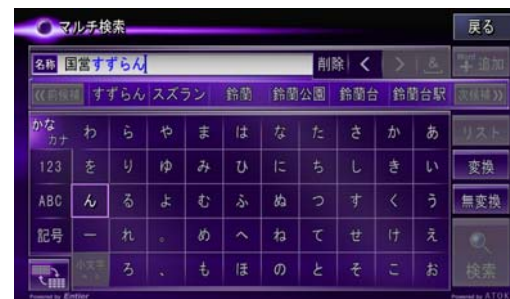 マルチ検索 戻る
名称 国営すずらん 削除 < > & 追加
《前候補 すずらん スズラン 鈴蘭 鈴蘭公園 鈴蘭台 鈴蘭台駅 次候補》
かな カナ わ ら や ま は な た さ か あ リスト
123 を り ゆ み ひ に ち し き い 変換
ABC ん る よ む ふ ぬ つ す く う 無変換
記号 ー れ 。 め へ ね て せ け え
小文字 ろ 、 も ほ の と そ こ お 検索
Powered by Entier Powered by ATOK